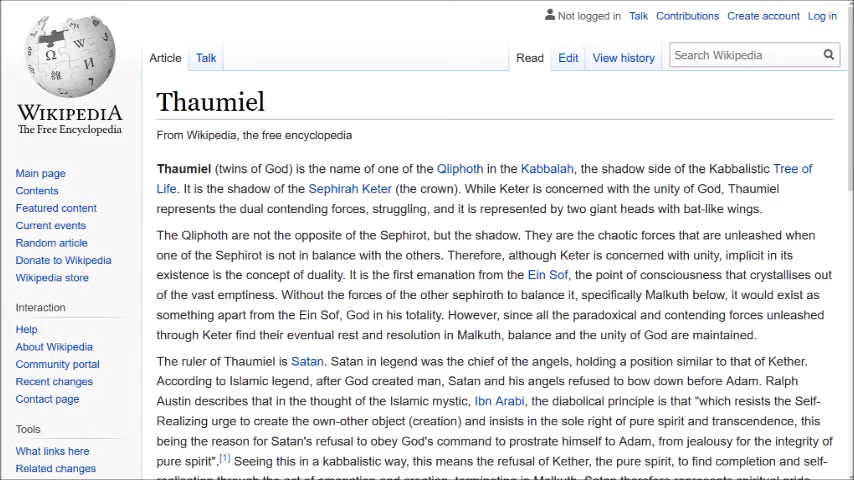 Not logged in Talk Contributions Create account Log in
Article Talk Read Edit View history Search Wikipedia
WIKIPEDIA
The Free Encyclopedia
Thaumiel
From Wikipedia, the free encyclopedia
Main page
Contents
Featured content
Current events
Random article
Donate to Wikipedia
Wikipedia store
Interaction
Help
About Wikipedia
Community portal
Recent changes
Contact page
Tools
What links here
Related changes
Thaumiel (twins of God) is the name of one of the Qliphoth in the Kabbalah, the shadow side of the Kabbalistic Tree of
Life. It is the shadow of the Sephirah Keter (the crown). While Keter is concerned with the unity of God, Thaumiel
represents the dual contending forces, struggling, and it is represented by two giant heads with bat-like wings.
The Qliphoth are not the opposite of the Sephirot, but the shadow. They are the chaotic forces that are unleashed when
one of the Sephirot is not in balance with the others. Therefore, although Keter is concerned with unity, implicit in its
existence is the concept of duality. It is the first emanation from the Ein Sof, the point of consciousness that crystallises out
of the vast emptiness. Without the forces of the other sephiroth to balance it, specifically Malkuth below, it would exist as
something apart from the Ein Sof, God in his totality. However, since all the paradoxical and contending forces unleashed
through Keter find their eventual rest and resolution in Malkuth, balance and the unity of God are maintained.
The ruler of Thaumiel is Satan. Satan in legend was the chief of the angels, holding a position similar to that of Kether.
According to Islamic legend, after God created man, Satan and his angels refused to bow down before Adam. Ralph
Austin describes that in the thought of the Islamic mystic, Ibn Arabi, the diabolical principle is that "which resists the Self-
Realizing urge to create the own-other object (creation) and insists in the sole right of pure spirit and transcendence, this
being the reason for Satan's refusal to obey God's command to prostrate himself to Adam, from jealousy for the integrity of
pure spirit".[1] Seeing this in a kabbalistic way, this means the refusal of Kether, the pure spirit, to find completion and self-
realisation through the act of emanation and creation, terminating in Malkuth. Satan therefore represents spiritual pride